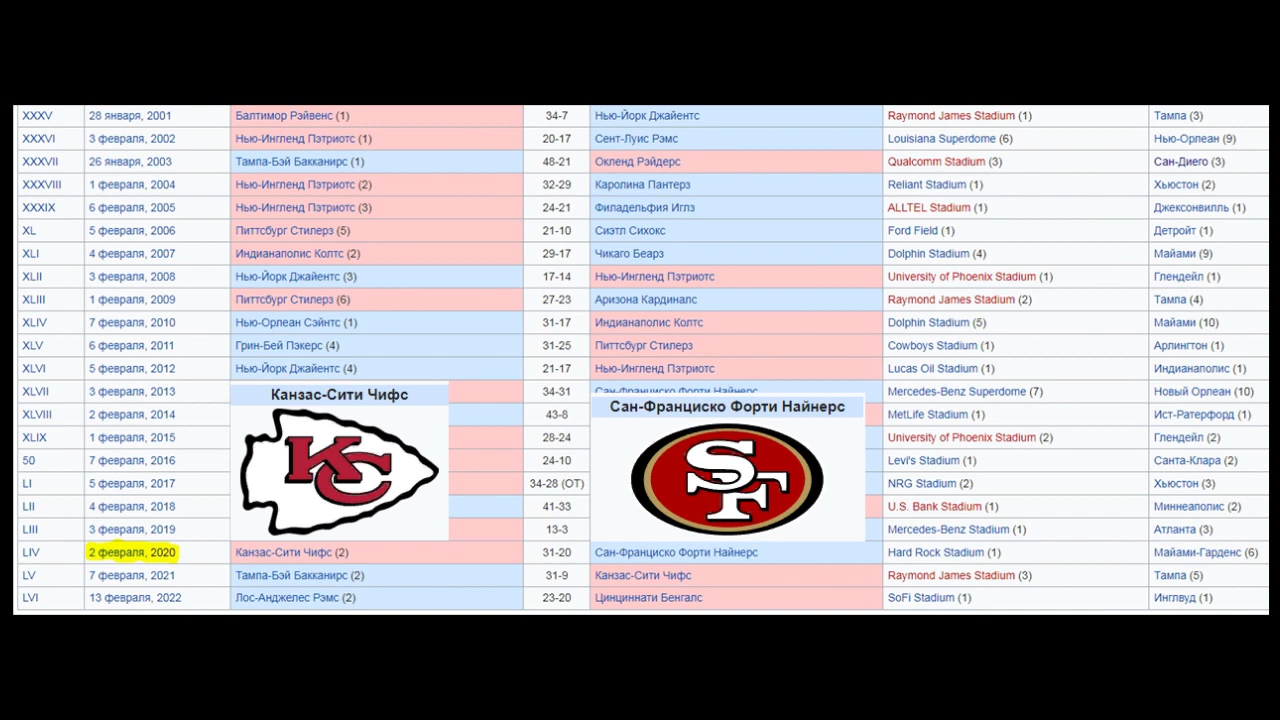 XXXV 28 января, 2001 Балтимор Рэйвенс (1) 34-7 Нью-Йорк Джайентс Raymond James Stadium (1) Тампа (3)
XXXVI 3 февраля, 2002 Нью-Ингленд Пэтриотс (1) 20-17 Сент-Луис Рэмс Louisiana Superdome (6) Нью-Орлеан (9)
XXXVII 26 января, 2003 Тампа-Бэй Бакканирс (1) 48-21 Окленд Рэйдерс Qualcomm Stadium (3) Сан-Диего (3)
XXXVIII 1 февраля, 2004 Нью-Ингленд Пэтриотс (2) 32-29 Каролина Пантерз Reliant Stadium (1) Хьюстон (2)
XXXIX 6 февраля, 2005 Нью-Ингленд Пэтриотс (3) 24-21 Филадельфия Иглз ALLTEL Stadium (1) Джексонвилль (1)
XL 5 февраля, 2006 Питтсбург Стилерз (5) 21-10 Сиэтл Сихокс Ford Field (1) Детройт (1)
XLI 4 февраля, 2007 Индианаполис Колтс (2) 29-17 Чикаго Беарз Dolphin Stadium (4) Майами (9)
XLII 3 февраля, 2008 Нью-Йорк Джайентс (3) 17-14 Нью-Ингленд Пэтриотс University of Phoenix Stadium (1) Глендейл (1)
XLIII 1 февраля, 2009 Питтсбург Стилерз (6) 27-23 Аризона Кардиналс Raymond James Stadium (2) Тампа (4)
XLIV 7 февраля, 2010 Нью-Орлеан Сэйнтс (1) 31-17 Индианаполис Колтс Dolphin Stadium (5) Майами (10)
XLV 6 февраля, 2011 Грин-Бей Пэкерс (4) 31-25 Питтсбург Стилерз Cowboys Stadium (1) Арлингтон (1)
XLVI 5 февраля, 2012 Нью-Йорк Джайентс (4) 21-17 Нью-Ингленд Пэтриотс Lucas Oil Stadium (1) Индианаполис (1)
XLVII 3 февраля, 2013 34-31 Сан-Франциско Форти Найнерс Mercedes-Benz Superdome (7) Новый Орлеан (10)
Канзас-Сити Чифс
Сан-Франциско Форти Найнерс
XLVIII 2 февраля, 2014 43-8 MetLife Stadium (1) Ист-Ратерфорд (1)
XLIX 1 февраля, 2015 28-24 University of Phoenix Stadium (2) Глендейл (2)
50 7 февраля, 2016 24-10 Levi's Stadium (1) Санта-Клара (2)
KC
SF
LI 5 февраля, 2017 34-28 (ОТ) NRG Stadium (2) Хьюстон (3)
LII 4 февраля, 2018 41-33 U.S. Bank Stadium (1) Миннеаполис (2)
LIII 3 февраля, 2019 13-3 Mercedes-Benz Stadium (1) Атланта (3)
LIV 2 февраля, 2020 Канзас-Сити Чифс (2) 31-20 Сан-Франциско Форти Найнерс Hard Rock Stadium (1) Майами-Гарденс (6)
LV 7 февраля, 2021 Тампа-Бэй Бакканирс (2) 31-9 Канзас-Сити Чифс Raymond James Stadium (3) Тампа (5)
LVI 13 февраля, 2022 Лос-Анджелес Рэмс (2) 23-20 Цинциннати Бенгалс SoFi Stadium (1) Инглвуд (1)